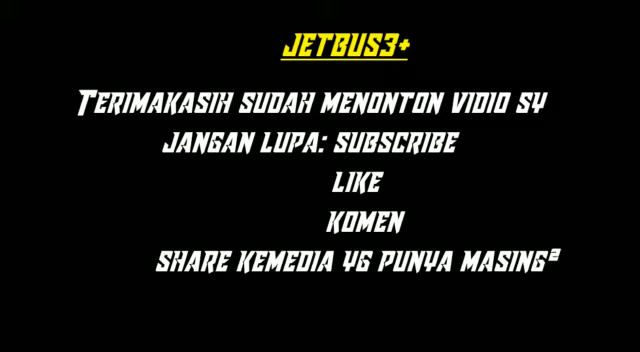 JETBUS3+
TERIMAKASIH SUDAH MENONTON VIDIO SY
JANGAN LUPA: SUBSCRIBE
LIKE
KOMEN
SHARE KEMEDIA YG PUNYA MASING²